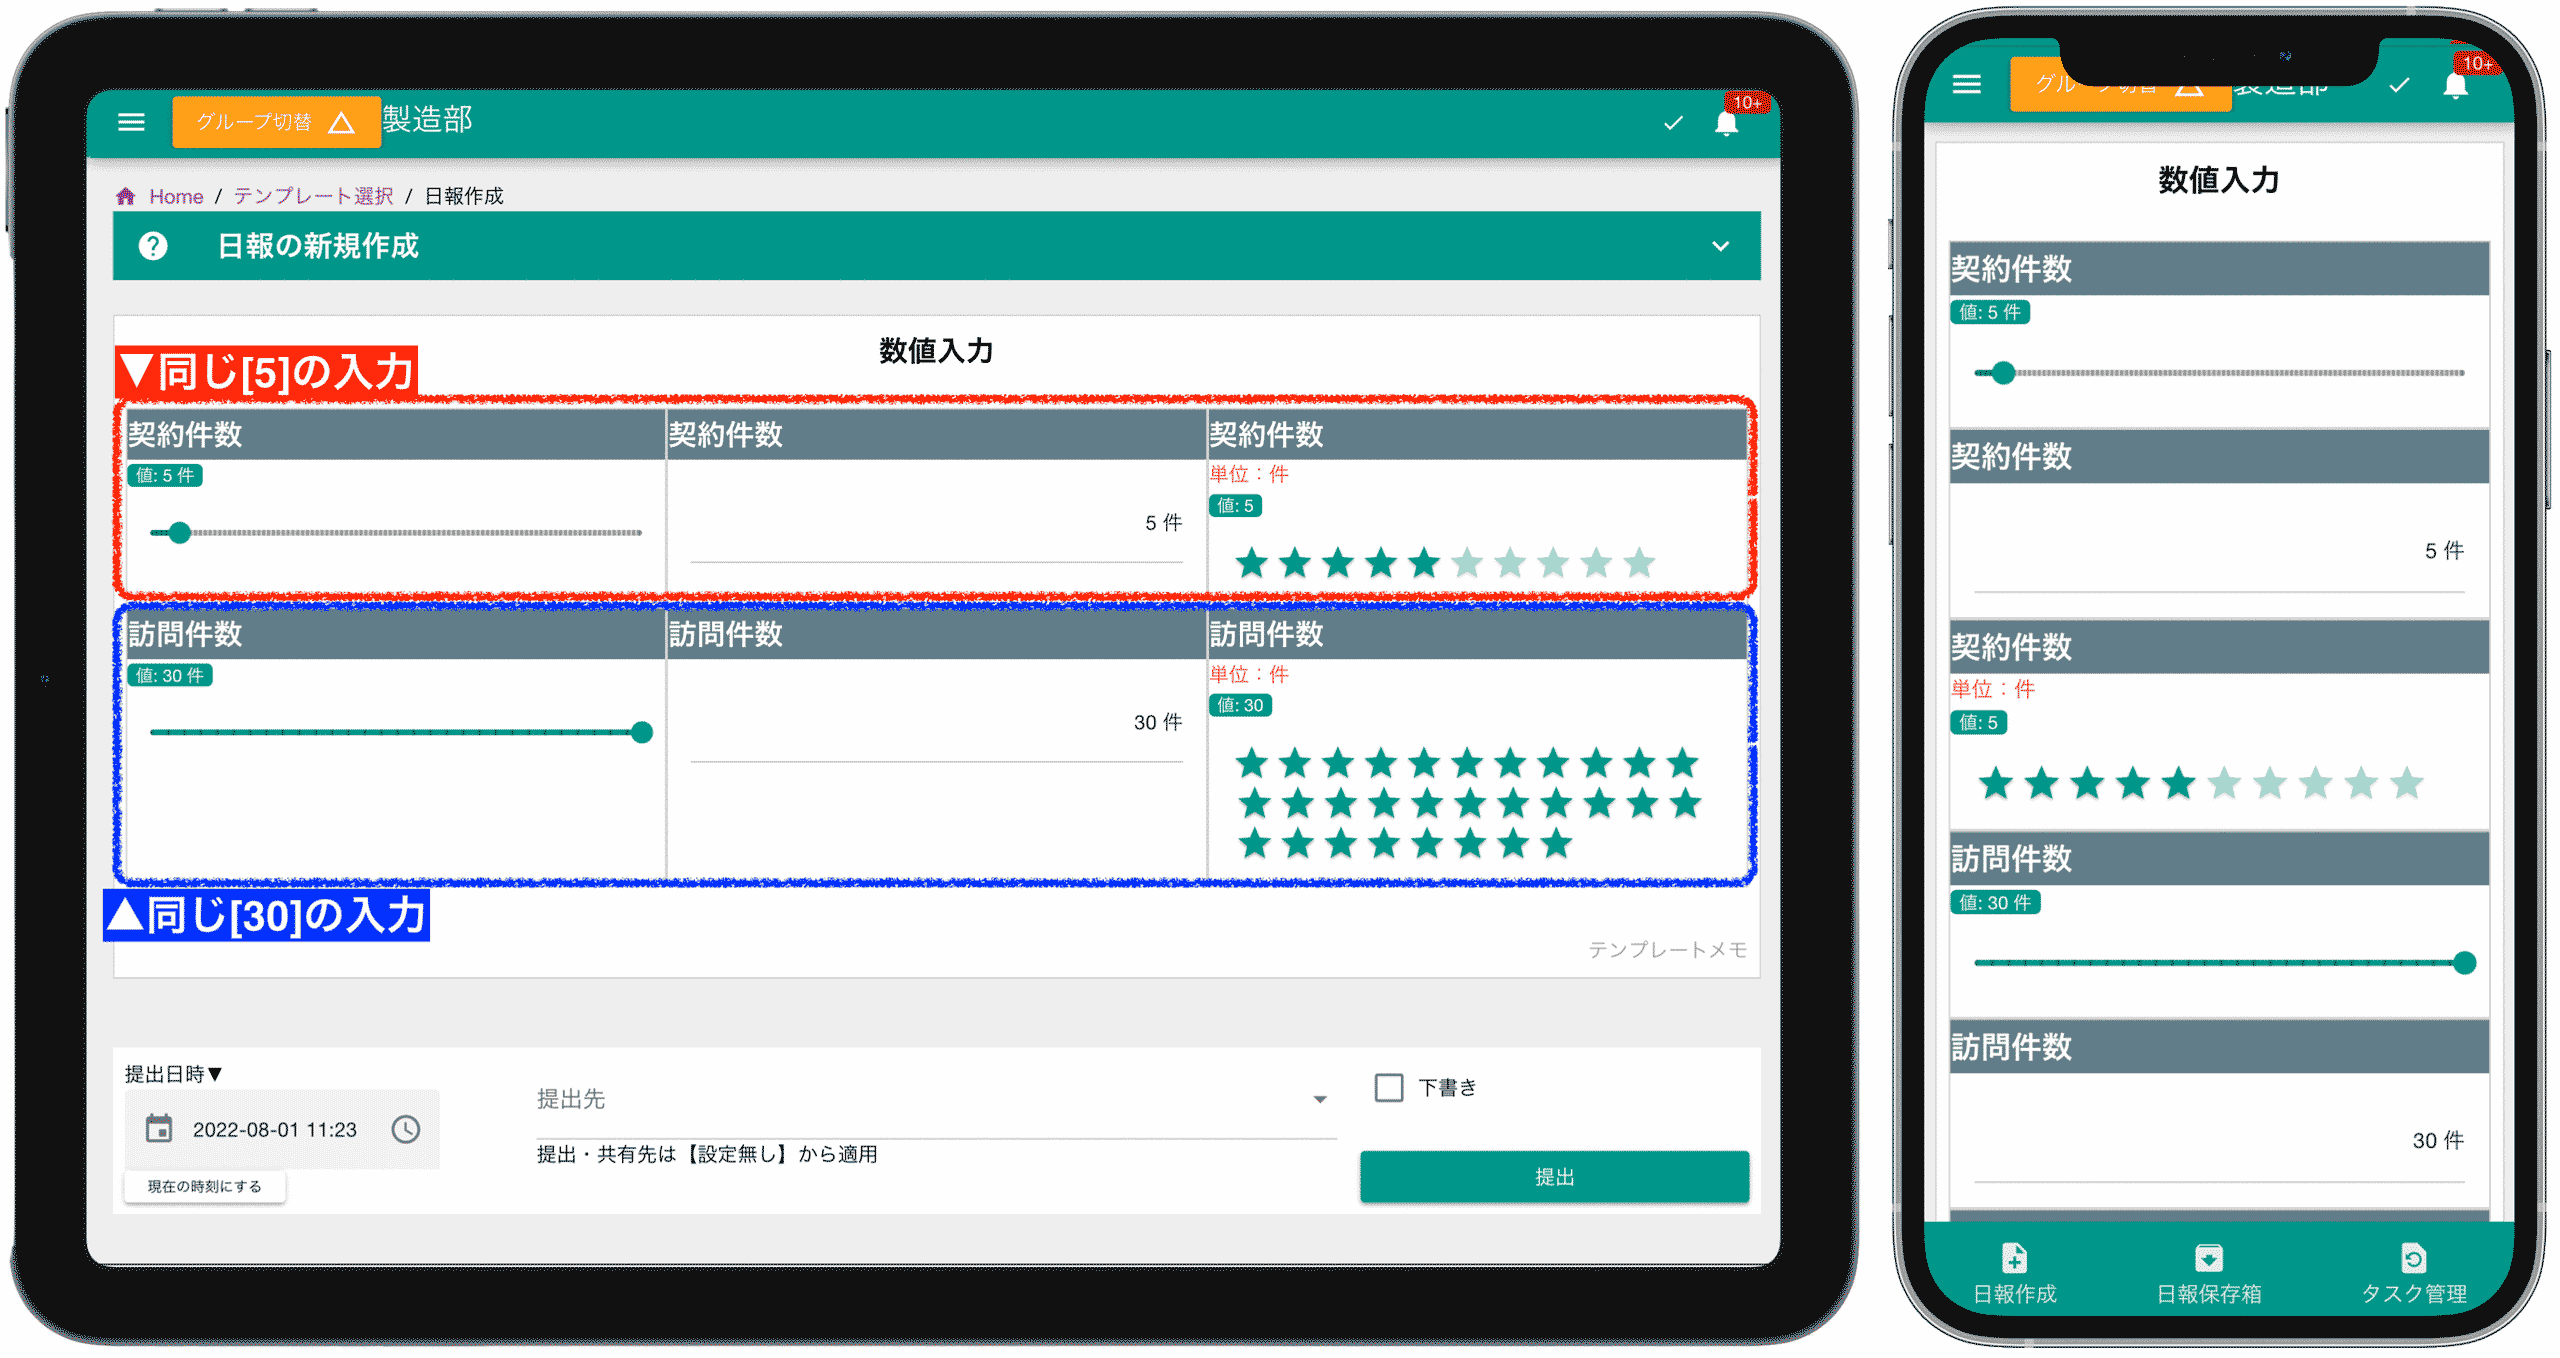 グループ切替 製造部 10+
Home / テンプレート選択 / 日報作成
日報の新規作成
数値入力
▼同じ[5]の入力
契約件数 契約件数 契約件数
値: 5 件
5 件
単位：件
値: 5
訪問件数 訪問件数 訪問件数
値: 30 件
30 件
単位：件
値: 30
▲同じ[30]の入力
テンプレートメモ
提出日時▼
2022-08-01 11:23
現在の時刻にする
提出先
提出・共有先は【設定無し】から適用
下書き
提出
グループ切替 製造部 10+
数値入力
契約件数
値: 5 件
契約件数
5 件
契約件数
単位：件
値: 5
訪問件数
値: 30 件
訪問件数
30 件
日報作成 日報保存箱 タスク管理